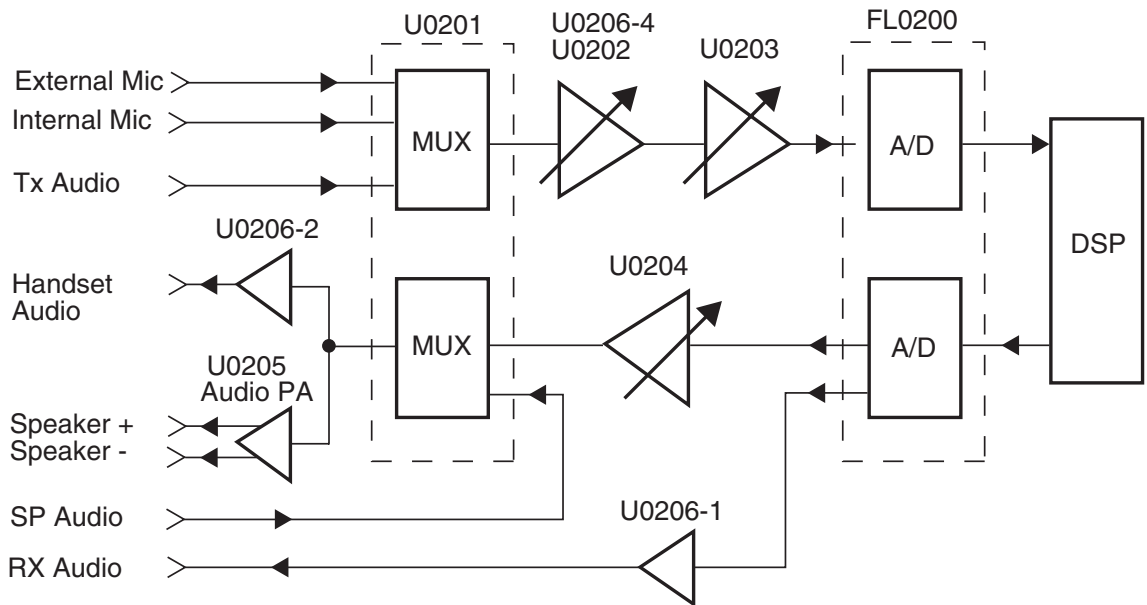 U0201
U0206-4
U0202
U0203
FL0200
External Mic
Internal Mic
Tx Audio
MUX
A/D
DSP
U0206-2
Handset
Audio
U0204
MUX
A/D
U0205
Audio PA
Speaker +
Speaker -
SP Audio
U0206-1
RX Audio